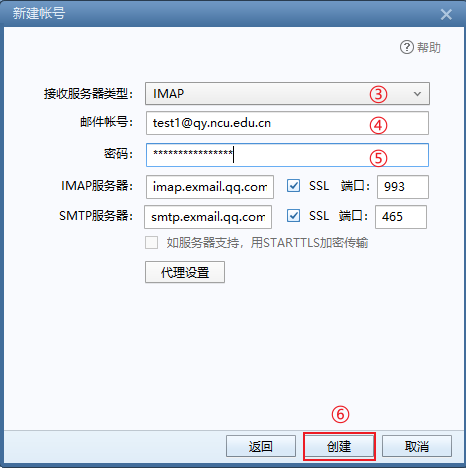 新建帐号
帮助
接收服务器类型： IMAP ③
邮件帐号： test1@qy.ncu.edu.cn ④
密码： **************** ⑤
IMAP服务器： imap.exmail.qq.com SSL 端口： 993
SMTP服务器： smtp.exmail.qq.com SSL 端口： 465
如服务器支持，用STARTTLS加密传输
代理设置
⑥
返回 创建 取消